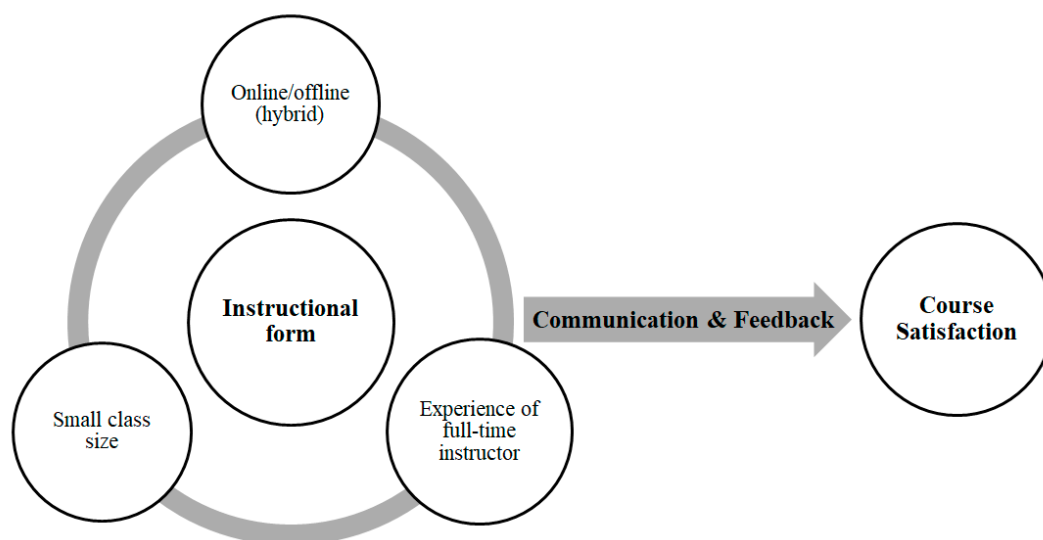 Online/offline
(hybrid)
Instructional
form
Small class
size
Experience of
full-time
instructor
Communication & Feedback
Course
Satisfaction